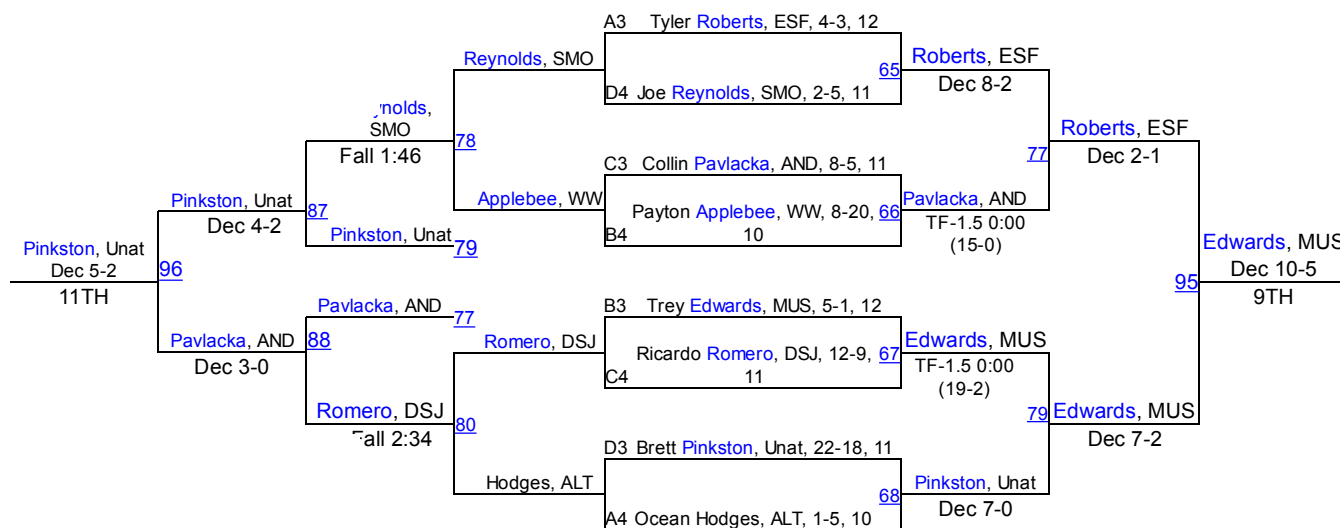 A3 Tyler Roberts, ESF, 4-3, 12
Reynolds, SMO
65
Roberts, ESF
Dec 8-2
D4 Joe Reynolds, SMO, 2-5, 11
ynolds,
SMO
Fall 1:46
78
Roberts, ESF
Dec 2-1
77
C3 Collin Pavlacka, AND, 8-5, 11
Applebee, WW
Payton Applebee, WW, 8-20,
10
B4
66
Pavlacka, AND
TF-1.5 0:00
(15-0)
Pinkston, Unat
Dec 4-2
87
Pinkston, Unat
79
Pinkston, Unat
Dec 5-2
11TH
96
Edwards, MUS
Dec 10-5
9TH
95
Pavlacka, AND
77
B3 Trey Edwards, MUS, 5-1, 12
Pavlacka, AND
Dec 3-0
88
Romero, DSJ
Ricardo Romero, DSJ, 12-9,
11
C4
67
Edwards, MUS
TF-1.5 0:00
(19-2)
Romero, DSJ
Fall 2:34
80
79
Edwards, MUS
Dec 7-2
D3 Brett Pinkston, Unat, 22-18, 11
Hodges, ALT
68
Pinkston, Unat
Dec 7-0
A4 Ocean Hodges, ALT, 1-5, 10